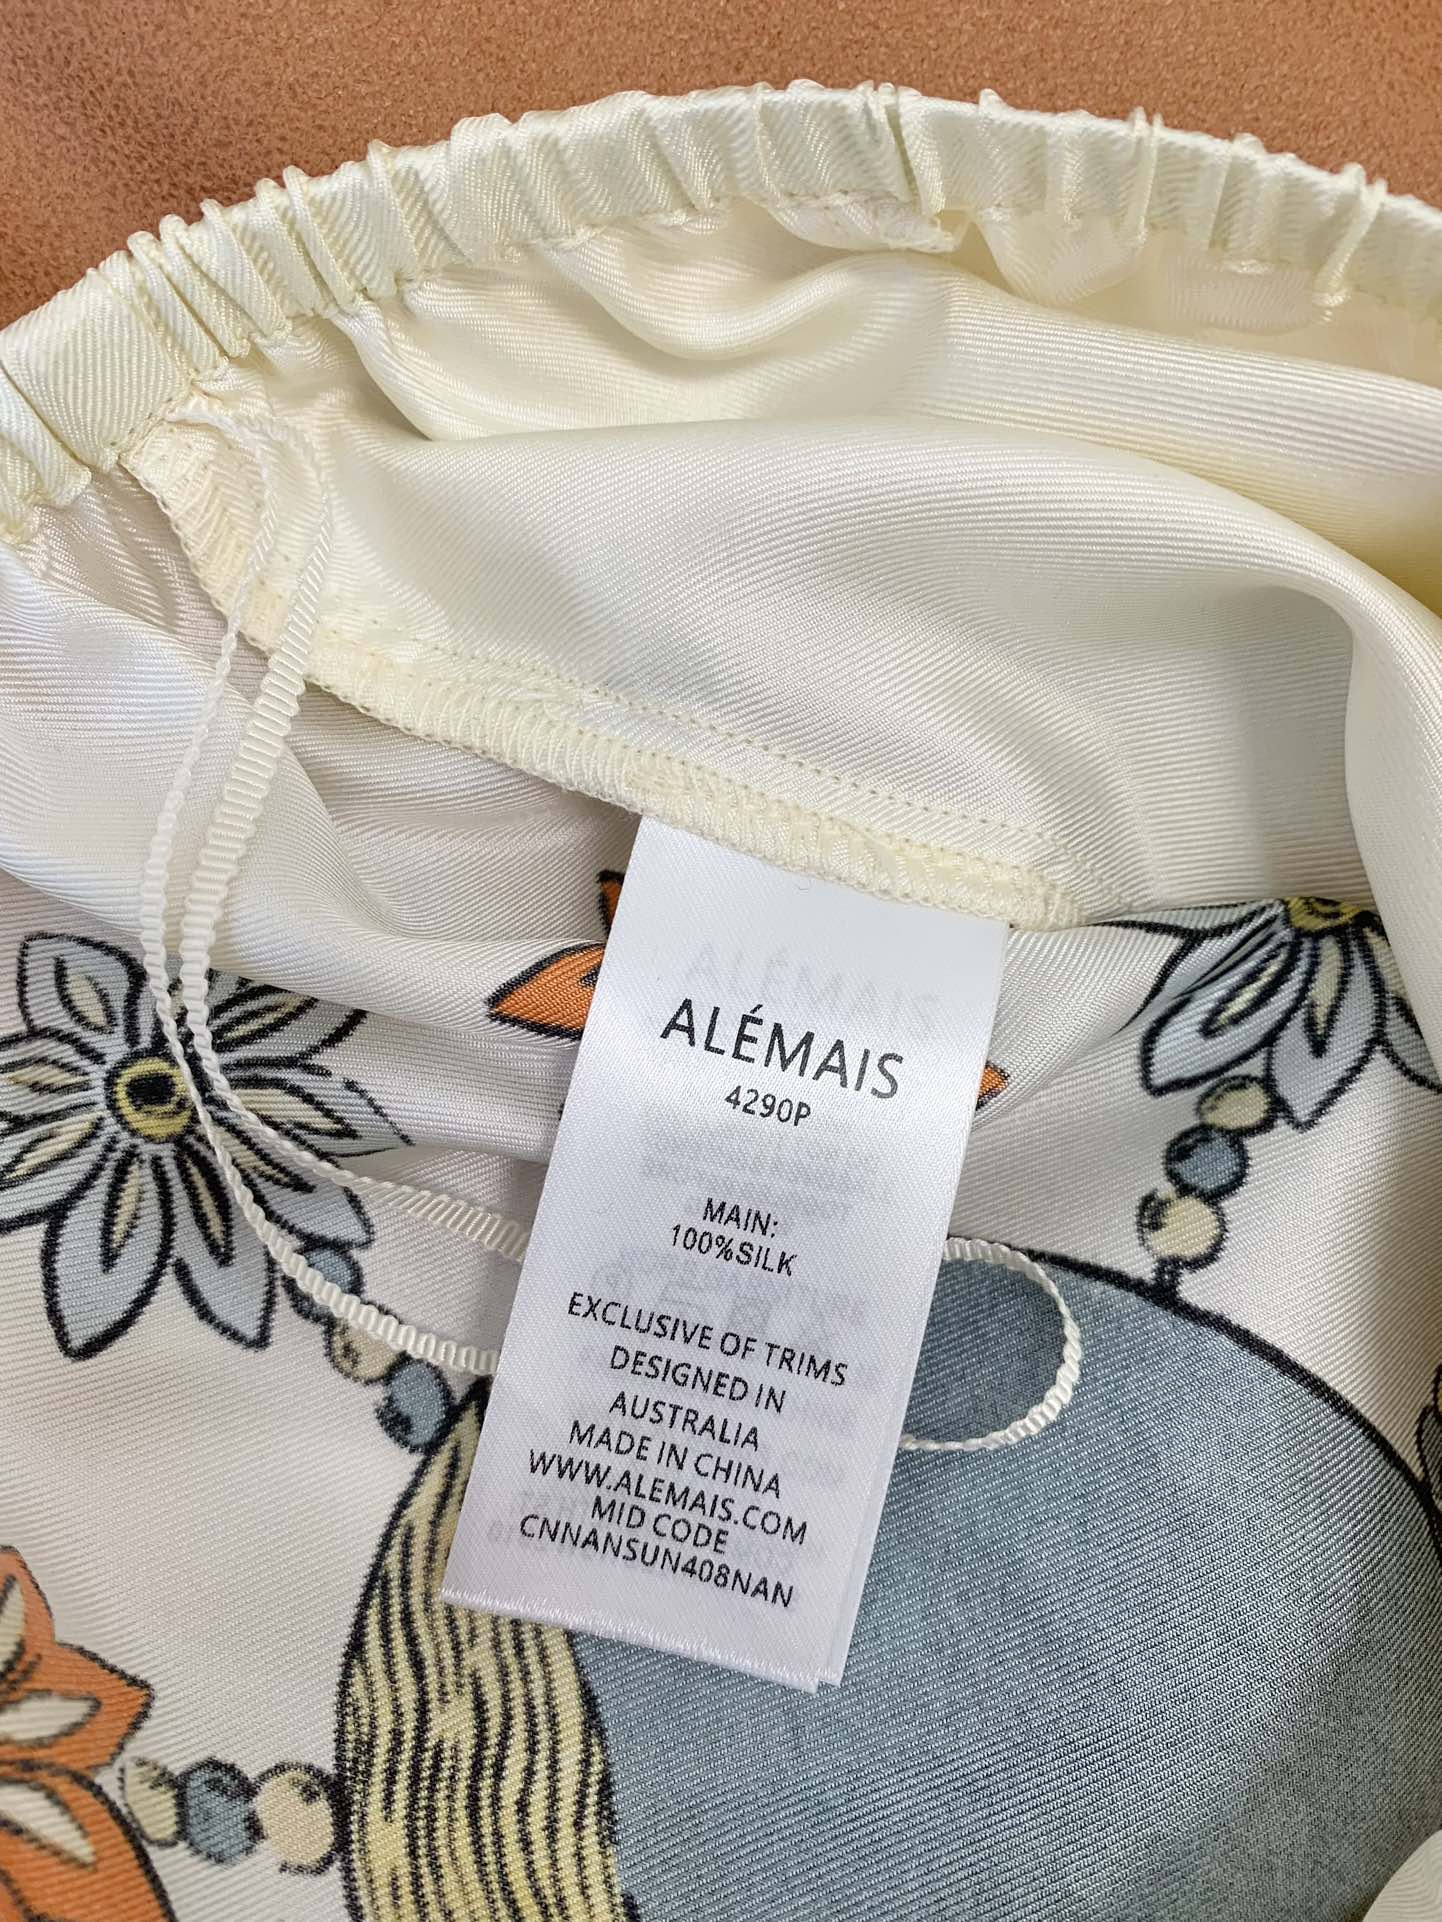 ALÉMAIS
4290P
MAIN:
100%SILK
EXCLUSIVE OF TRIMS
DESIGNED IN
AUSTRALIA
MADE IN CHINA
WWW.ALEMAIS.COM
MID CODE
CNNANSUN408NAN